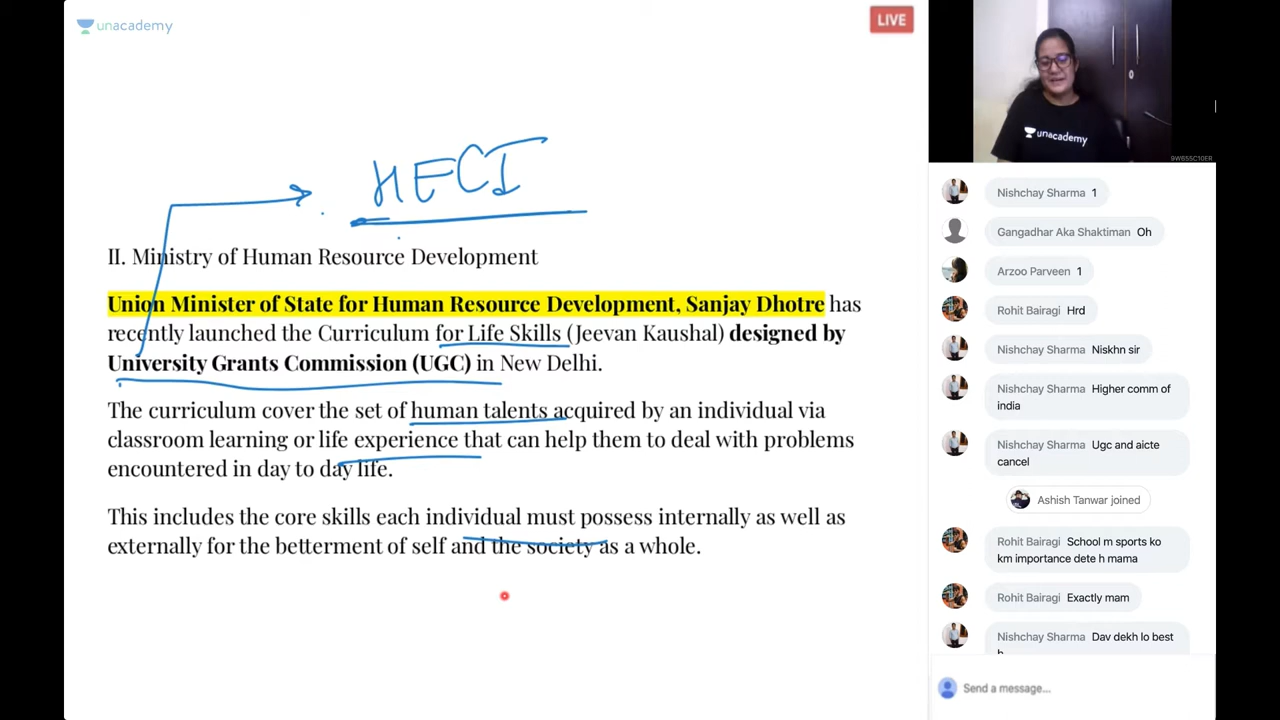 unacademy
LIVE
HECI
II. Ministry of Human Resource Development
Union Minister of State for Human Resource Development, Sanjay Dhotre has
recently launched the Curriculum for Life Skills (Jeevan Kaushal) designed by
University Grants Commission (UGC) in New Delhi.
The curriculum cover the set of human talents acquired by an individual via
classroom learning or life experience that can help them to deal with problems
encountered in day to day life.
This includes the core skills each individual must possess internally as well as
externally for the betterment of self and the society as a whole.
unacademy
9W655C10ER
Nishchay Sharma 1
Gangadhar Aka Shaktiman Oh
Arzoo Parveen 1
Rohit Bairagi Hrd
Nishchay Sharma Niskhn sir
Nishchay Sharma Higher comm of
india
Nishchay Sharma Ugc and aicte
cancel
Ashish Tanwar joined
Rohit Bairagi School m sports ko
km importance dete h mama
Rohit Bairagi Exactly mam
Nishchay Sharma Dav dekh lo best
h
Send a message...